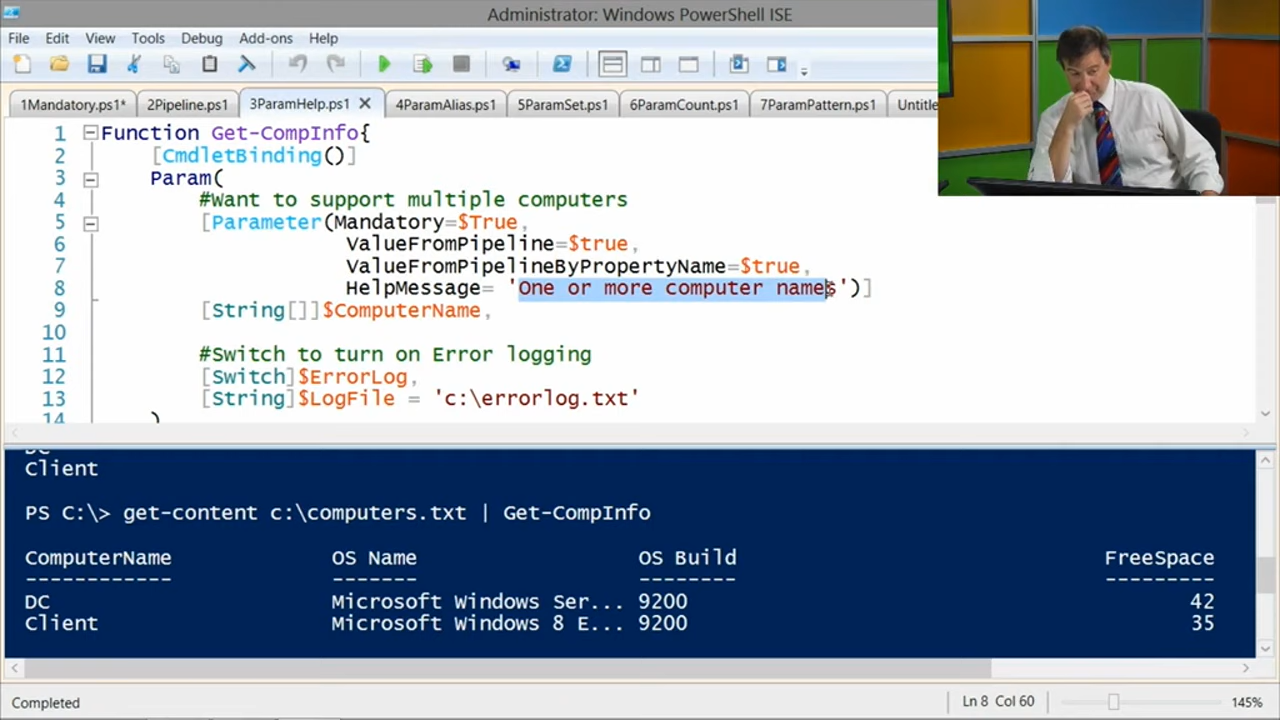 Administrator: Windows PowerShell ISE
File Edit View Tools Debug Add-ons Help
1Mandatory.ps1* 2Pipeline.ps1 3ParamHelp.ps1 4ParamAlias.ps1 5ParamSet.ps1 6ParamCount.ps1 7ParamPattern.ps1 Untitle
1 Function Get-CompInfo{
2 [CmdletBinding()]
3 Param(
4 #Want to support multiple computers
5 [Parameter(Mandatory=$True,
6 ValueFromPipeline=$true,
7 ValueFromPipelineByPropertyName=$true,
8 HelpMessage= 'One or more computer names')]
9 [String[]]$ComputerName,
10
11 #Switch to turn on Error logging
12 [Switch]$ErrorLog,
13 [String]$LogFile = 'c:\errorlog.txt'
14 )
DC
Client
PS C:\> get-content c:\computers.txt | Get-CompInfo
ComputerName OS Name OS Build FreeSpace
------------ ------- -------- ---------
DC Microsoft Windows Ser... 9200 42
Client Microsoft Windows 8 E... 9200 35
Completed Ln 8 Col 60 145%